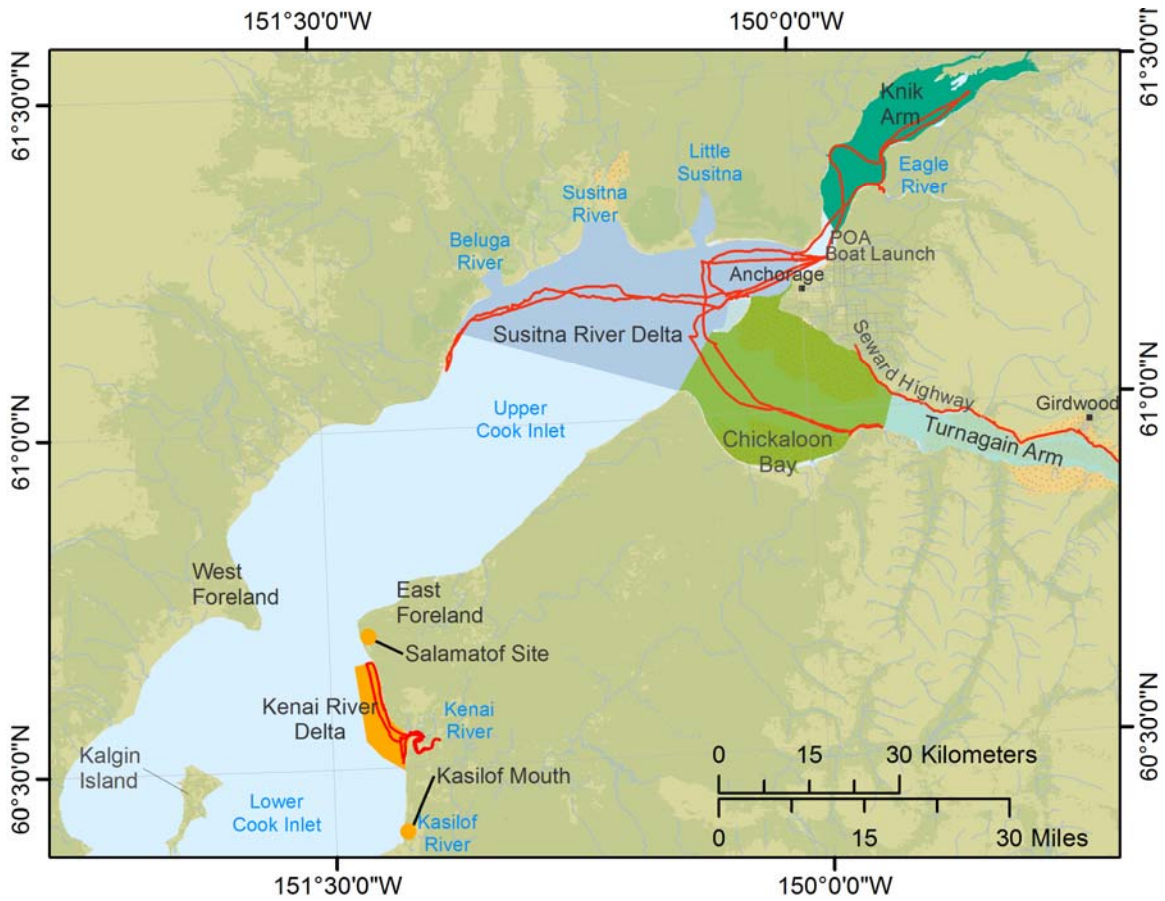 151°30'0"W
150°0'0"W
61°30'0"N
61°30'0"N
Knik
Arm
Little
Susitna
Eagle
River
Susitna
River
Beluga
River
POA
Boat Launch
Anchorage
Susitna River Delta
Seward Highway
61°0'0"N
61°0'0"N
Girdwood
Upper
Cook Inlet
Chickaloon
Bay
Turnagain Arm
West
Foreland
East
Foreland
Salamatof Site
Kenai River
Delta
Kenai
River
60°30'0"N
60°30'0"N
Kalgin
Island
Kasilof Mouth
Lower
Cook Inlet
Kasilof
River
0 15 30 Kilometers
0 15 30 Miles
151°30'0"W
150°0'0"W